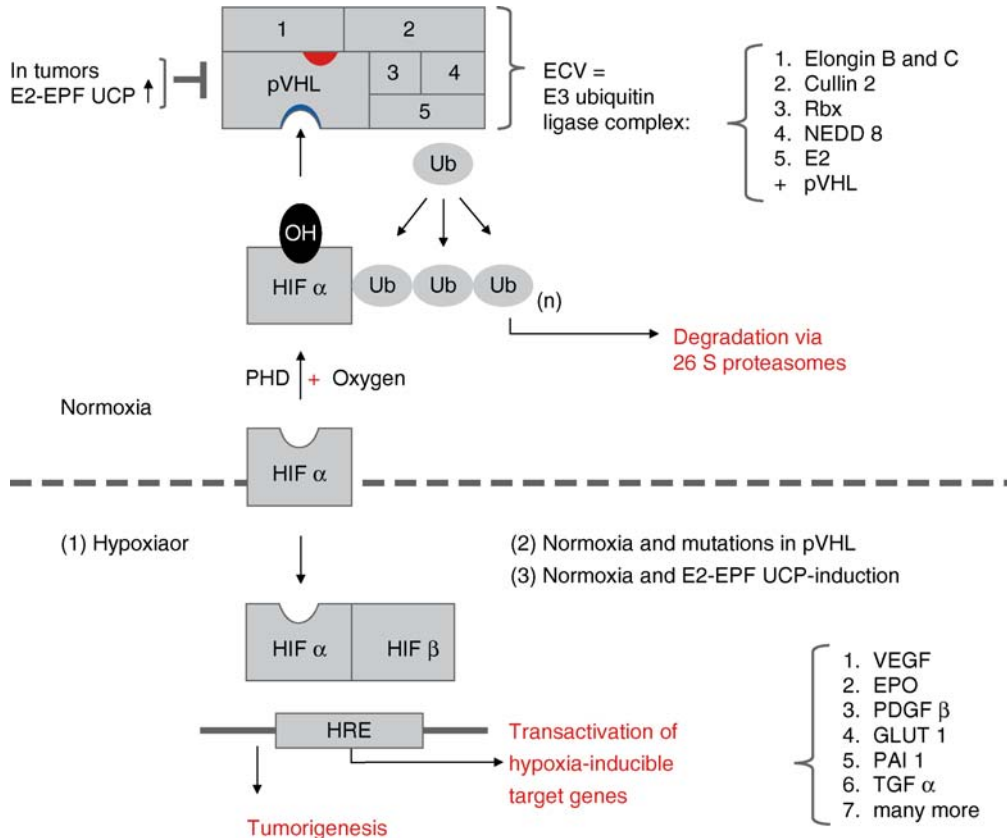 1
2
In tumors
E2-EPF UCP ↑
pVHL
3
4
5
ECV =
E3 ubiquitin
ligase complex:
1. Elongin B and C
2. Cullin 2
3. Rbx
4. NEDD 8
5. E2
+ pVHL
Ub
OH
HIF α
Ub
Ub
Ub
(n)
Degradation via
26 S proteasomes
PHD + Oxygen
Normoxia
HIF α
(1) Hypoxiaor
(2) Normoxia and mutations in pVHL
(3) Normoxia and E2-EPF UCP-induction
HIF α
HIF β
HRE
Transactivation of
hypoxia-inducible
target genes
1. VEGF
2. EPO
3. PDGF β
4. GLUT 1
5. PAI 1
6. TGF α
7. many more
Tumorigenesis